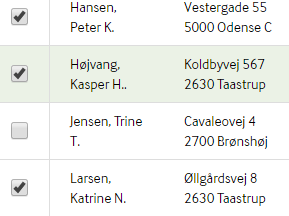 Hansen, Vestergade 55
Peter K. 5000 Odense C
Højvang, Koldbyvej 567
Kasper H.. 2630 Taastrup
Jensen, Trine Cavaleovej 4
T. 2700 Brønshøj
Larsen, Øllgårdsvej 8
Katrine N. 2630 Taastrup